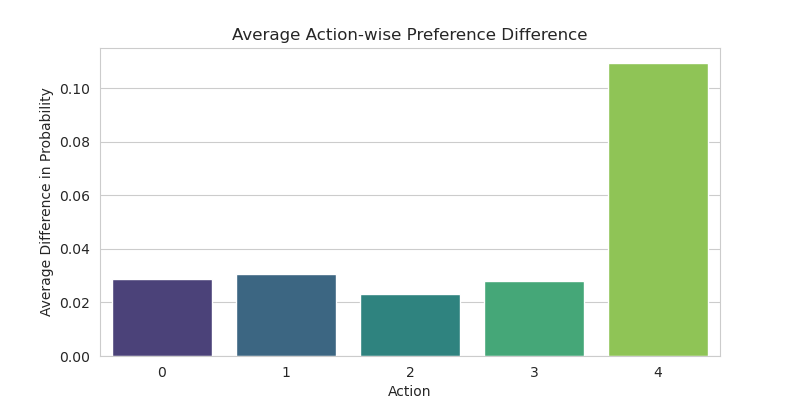 Average Action-wise Preference Difference
Average Difference in Probability
0.10
0.08
0.06
0.04
0.02
0.00
0 1 2 3 4
Action